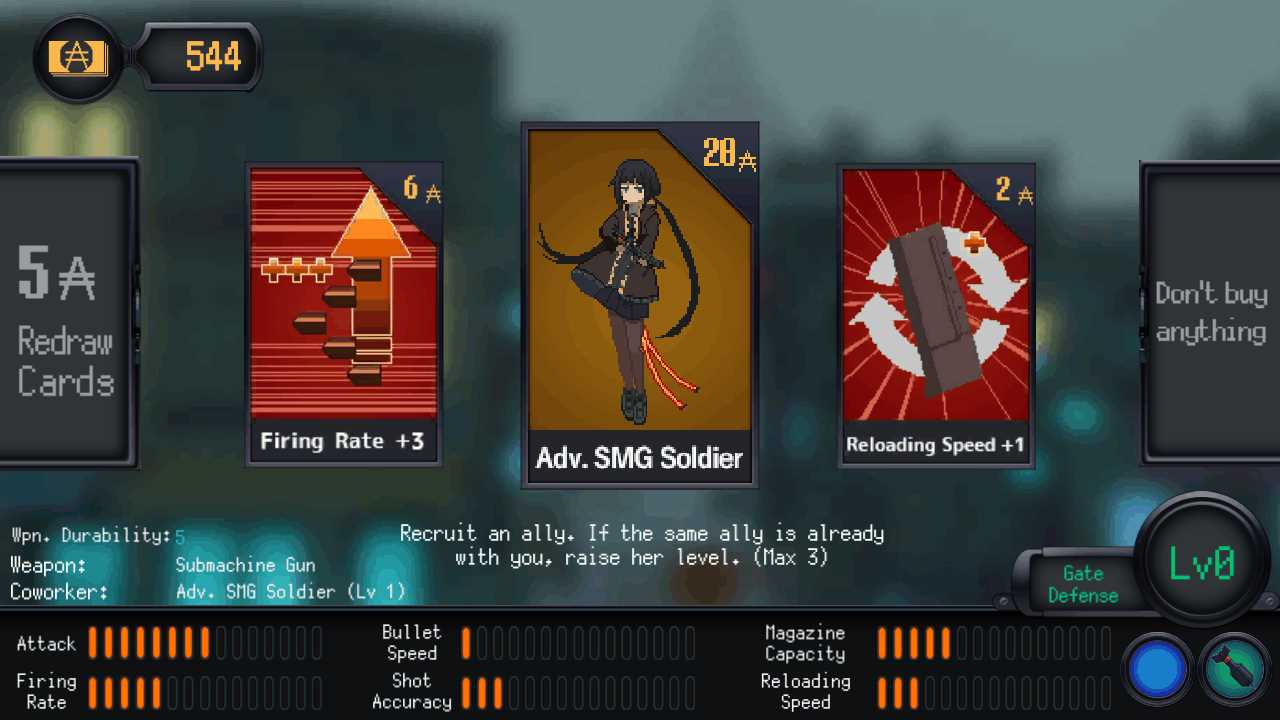 544
5
Redraw
Cards
6
Firing Rate +3
28
Adv. SMG Soldier
2
Reloading Speed +1
Don't buy
anything
Wpn. Durability:5
Weapon: Submachine Gun
Coworker: Adv. SMG Soldier (Lv 1)
Recruit an ally. If the same ally is already
with you, raise her level. (Max 3)
Gate
Defense
Lv0
Attack
Bullet
Speed
Magazine
Capacity
Firing
Rate
Shot
Accuracy
Reloading
Speed